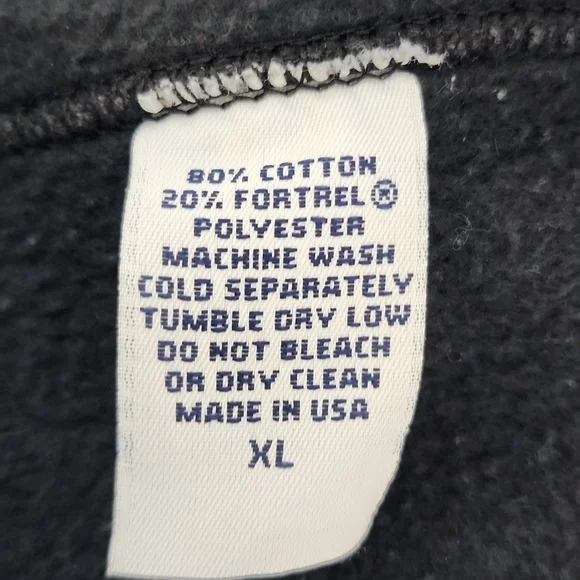 80% COTTON
20% FORTREL®
POLYESTER
MACHINE WASH
COLD SEPARATELY
TUMBLE DRY LOW
DO NOT BLEACH
OR DRY CLEAN
MADE IN USA
XL